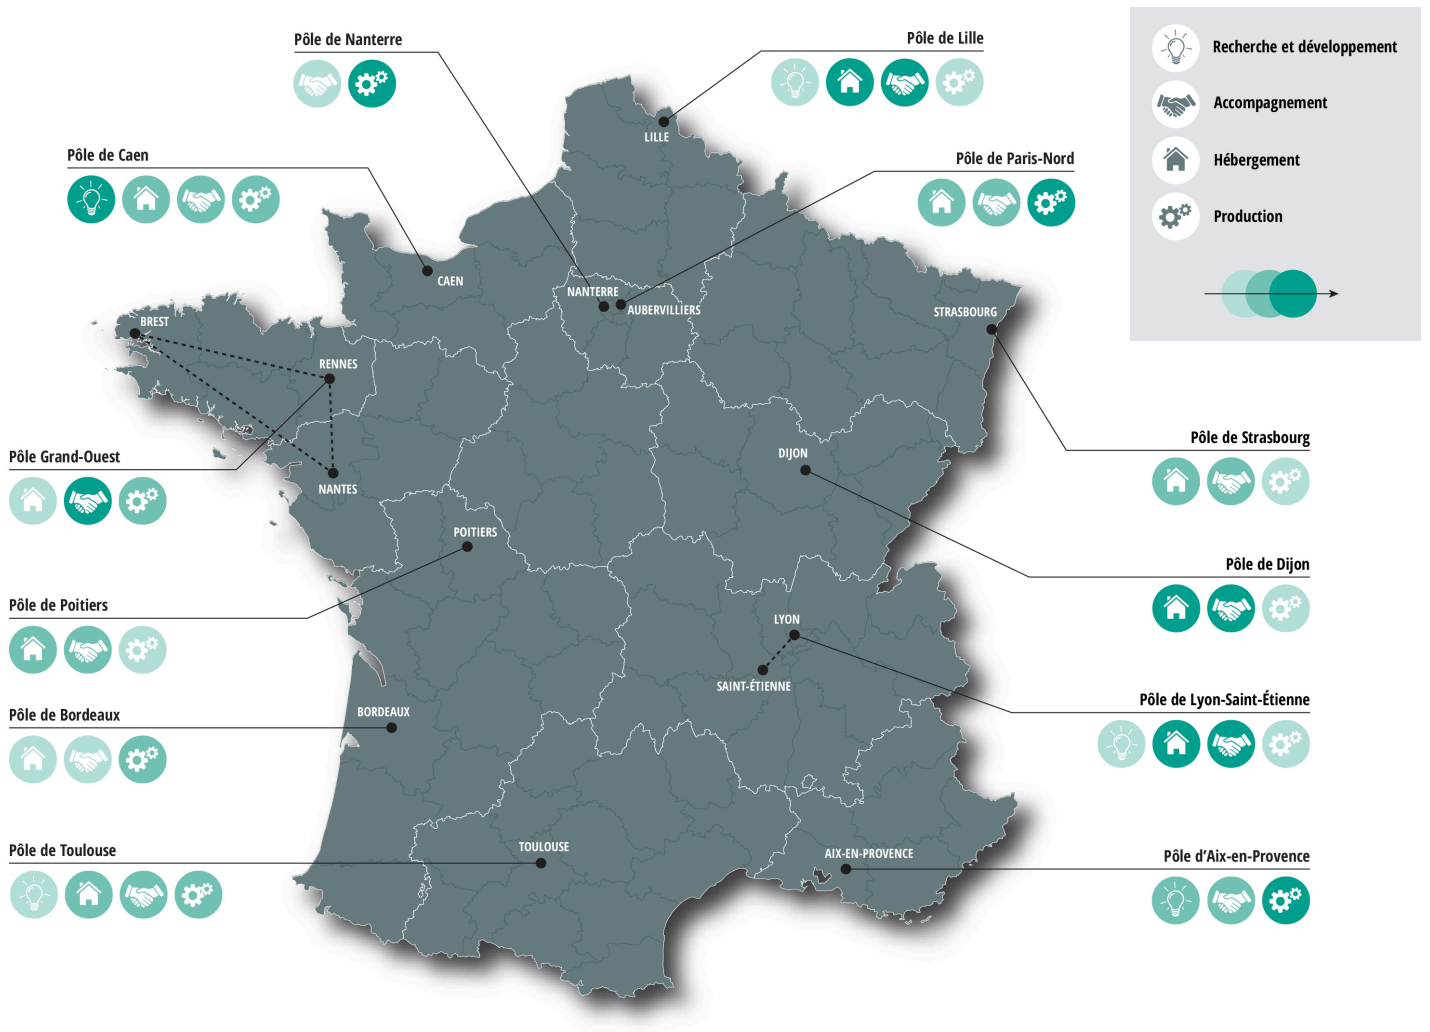 Pôle de Nanterre
Pôle de Lille
Recherche et développement
Accompagnement
Hébergement
Production
Pôle de Caen
Pôle de Paris-Nord
LILLE
CAEN
NANTERRE
AUBERVILLIERS
STRASBOURG
BREST
RENNES
Pôle de Strasbourg
Pôle Grand-Ouest
DIJON
NANTES
POITIERS
Pôle de Dijon
Pôle de Poitiers
LYON
SAINT-ÉTIENNE
Pôle de Lyon-Saint-Étienne
Pôle de Bordeaux
BORDEAUX
Pôle de Toulouse
TOULOUSE
AIX-EN-PROVENCE
Pôle d’Aix-en-Provence